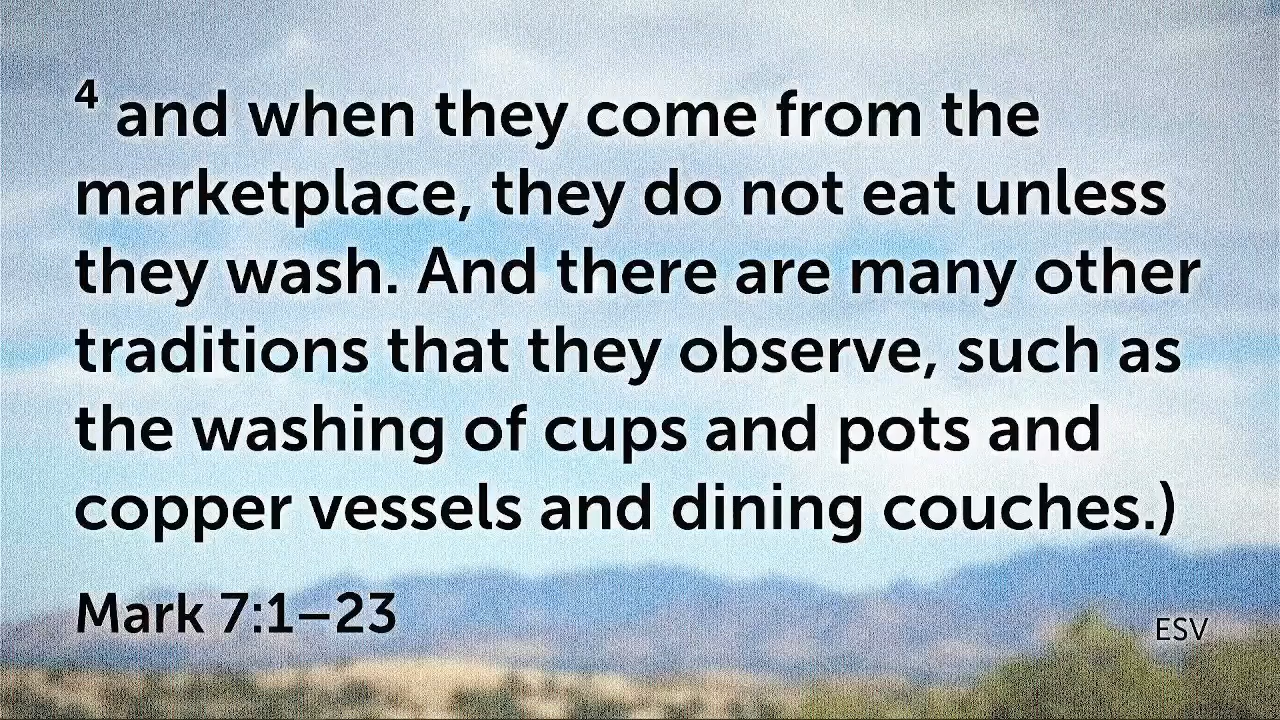 4 and when they come from the
marketplace, they do not eat unless
they wash. And there are many other
traditions that they observe, such as
the washing of cups and pots and
copper vessels and dining couches.)
Mark 7:1–23
ESV